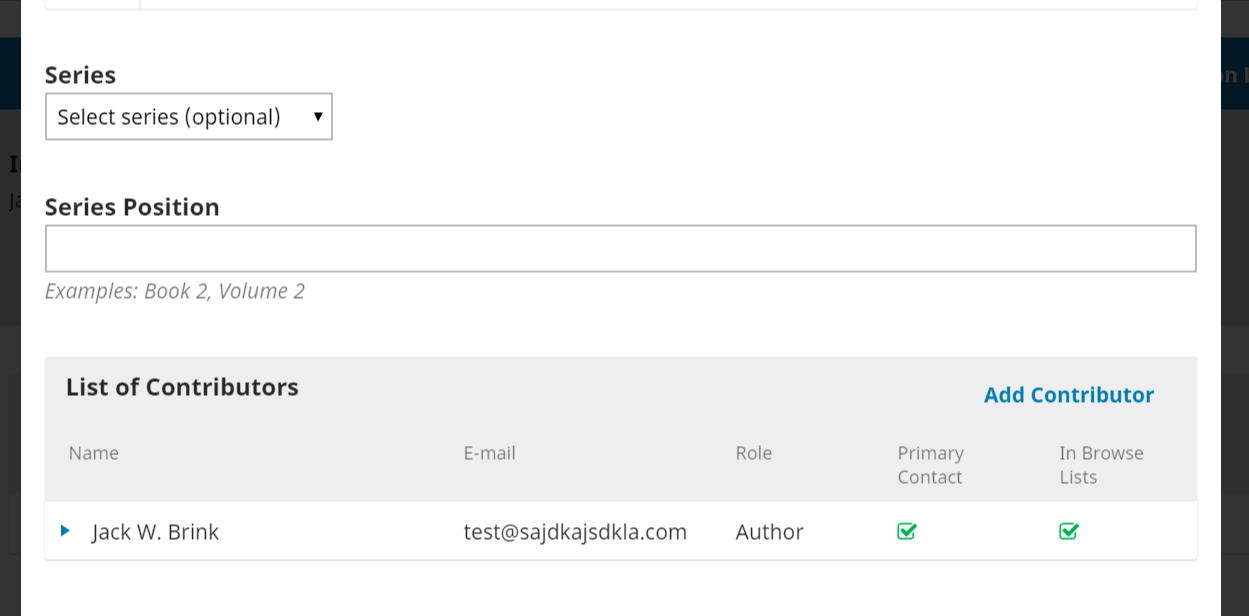 Series
Select series (optional)
Series Position
Examples: Book 2, Volume 2
List of Contributors
Add Contributor
Name E-mail Role Primary Contact In Browse Lists
Jack W. Brink test@sajdkajsdkla.com Author